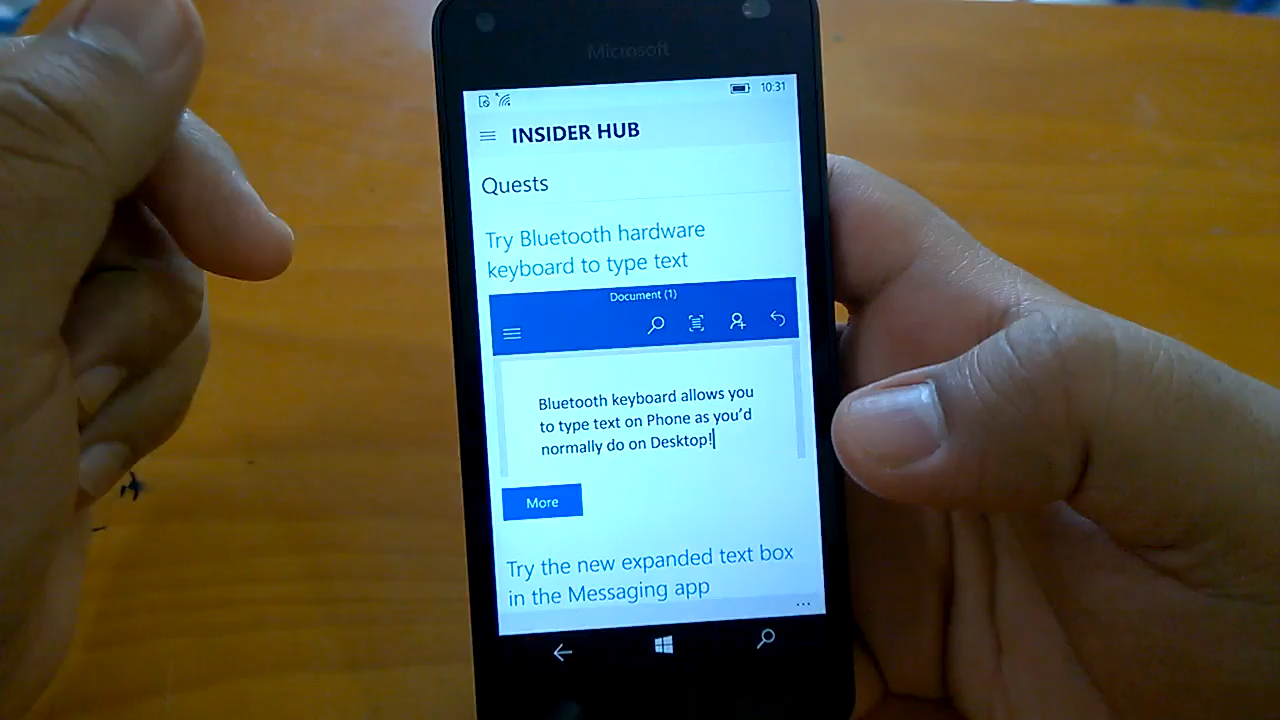 Microsoft
10:31
INSIDER HUB
Quests
Try Bluetooth hardware
keyboard to type text
Document (1)
Bluetooth keyboard allows you
to type text on Phone as you'd
normally do on Desktop!
More
Try the new expanded text box
in the Messaging app